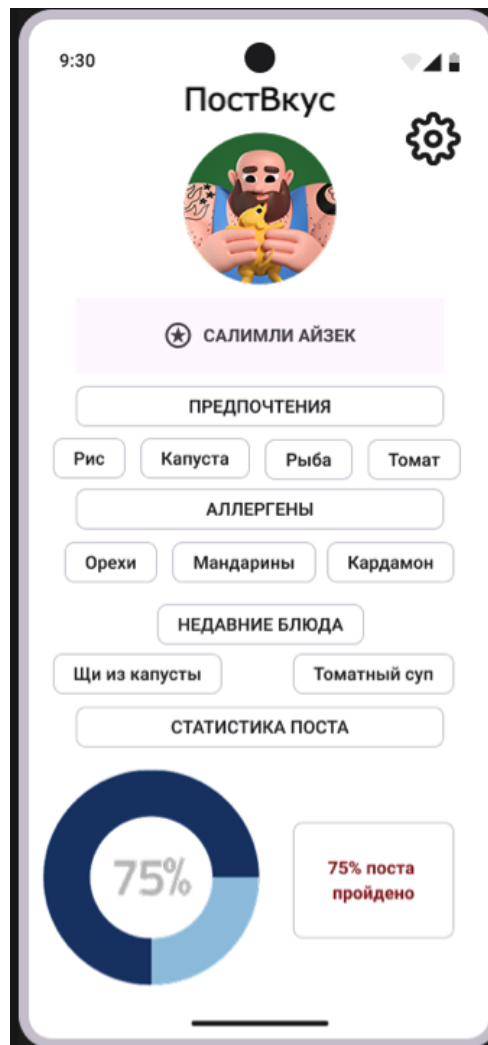 9:30
ПостВкус
САЛИМЛИ АЙЗЕК
ПРЕДПОЧТЕНИЯ
Рис Капуста Рыба Томат
АЛЛЕРГЕНЫ
Орехи Мандарины Кардамон
НЕДАВНИЕ БЛЮДА
Щи из капусты Томатный суп
СТАТИСТИКА ПОСТА
75%
75% поста
пройдено